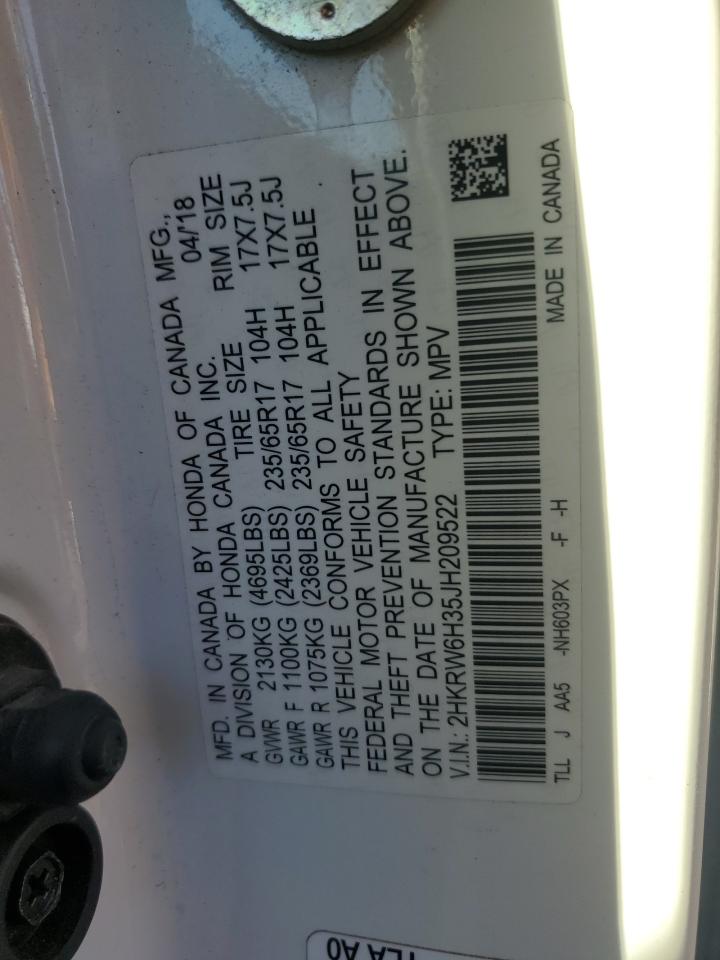 MFD. IN CANADA BY HONDA OF CANADA MFG.,
A DIVISION OF HONDA CANADA INC. 04/18
TIRE SIZE RIM SIZE
GVWR 2130KG (4695LBS)
GAWR F 1100KG (2425LBS) 235/65R17 104H 17X7.5J
GAWR R 1075KG (2369LBS) 235/65R17 104H 17X7.5J
THIS VEHICLE CONFORMS TO ALL APPLICABLE
FEDERAL MOTOR VEHICLE SAFETY
AND THEFT PREVENTION STANDARDS IN EFFECT
ON THE DATE OF MANUFACTURE SHOWN ABOVE.
V.I.N.: 2HKRW6H35JH209522 TYPE: MPV
TLL J AA5 -NH603PX -F -H MADE IN CANADA
A0